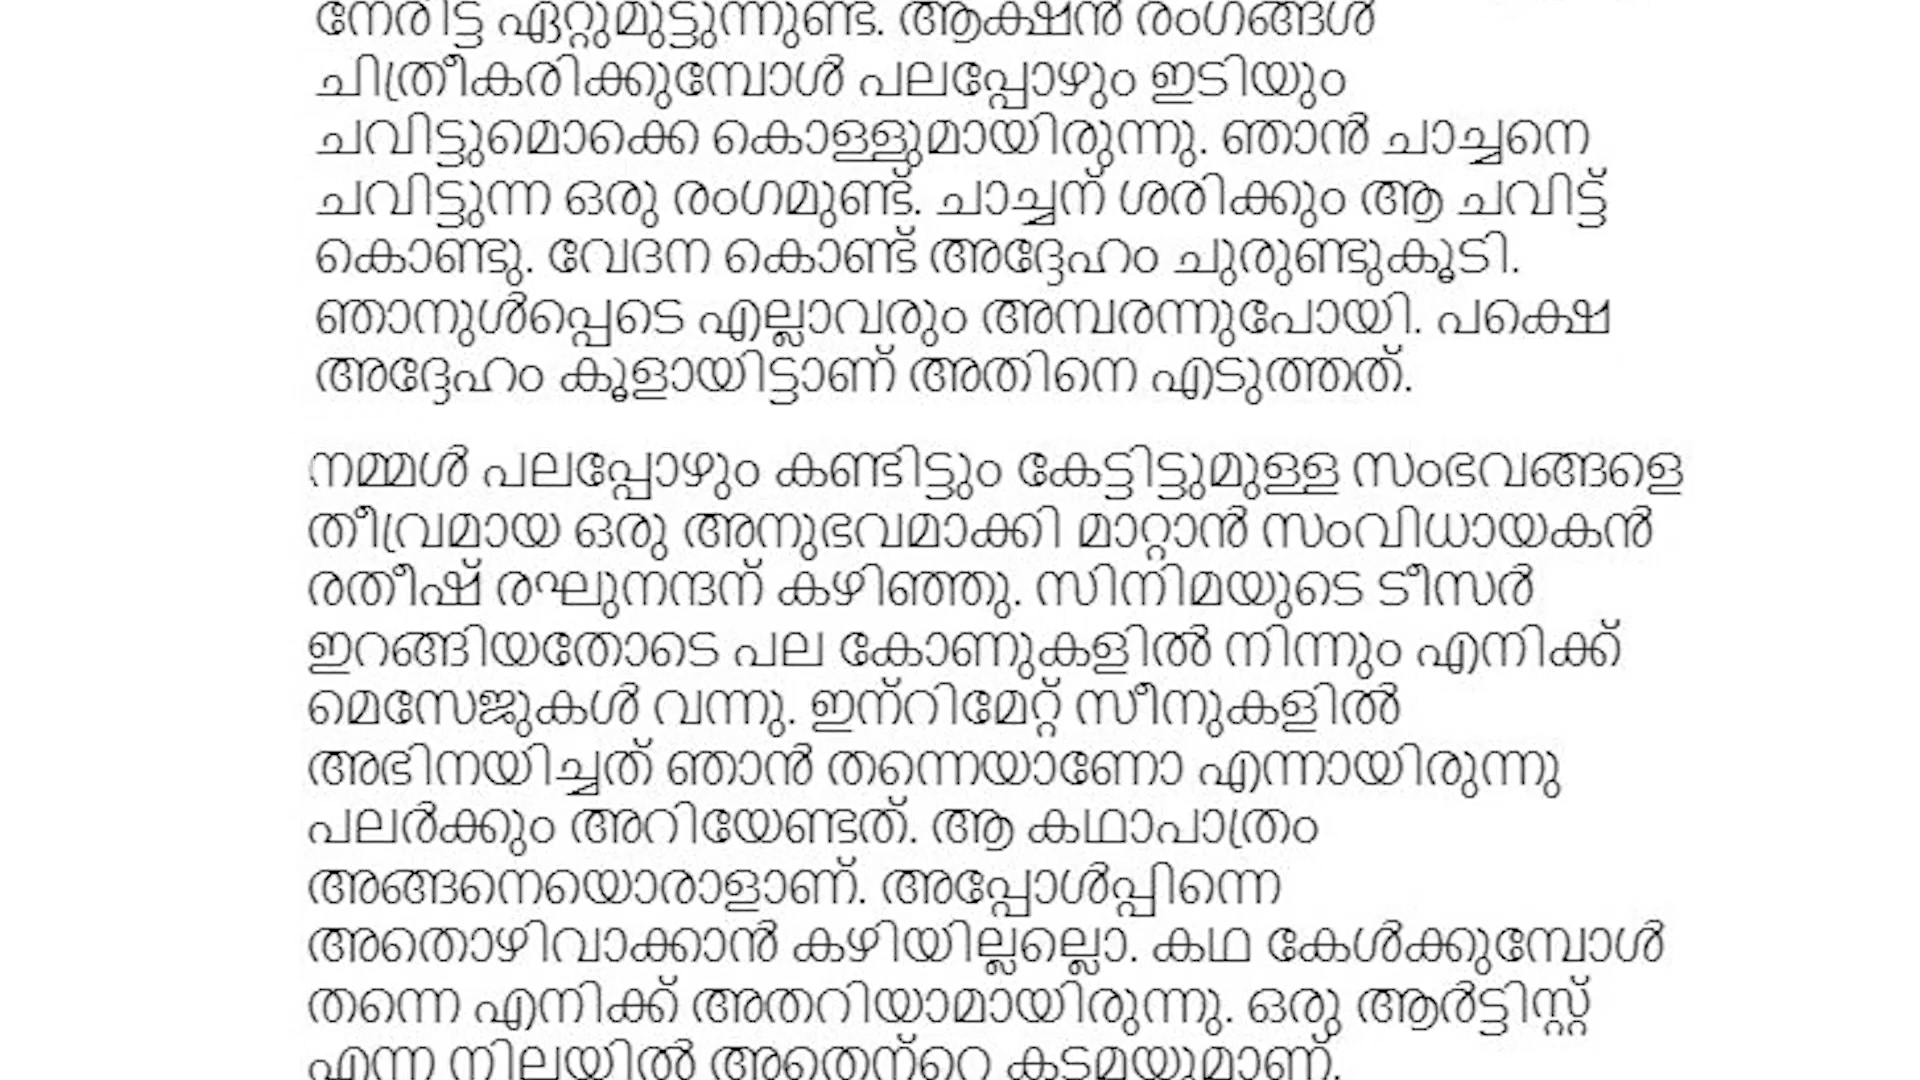 നേരിട്ട് ഏറ്റുമുട്ടുന്നുണ്ട്. ആക്ഷൻ രംഗങ്ങൾ
ചിത്രീകരിക്കുമ്പോൾ പലപ്പോഴും ഇടിയും
ചവിട്ടുമൊക്കെ കൊള്ളുമായിരുന്നു. ഞാൻ ചാച്ചനെ
ചവിട്ടുന്ന ഒരു രംഗമുണ്ട്. ചാച്ചന് ശരിക്കും ആ ചവിട്ട്
കൊണ്ടു. വേദന കൊണ്ട് അദ്ദേഹം ചുരുണ്ടുകൂടി.
ഞാനുൾപ്പെടെ എല്ലാവരും അമ്പരന്നുപോയി. പക്ഷെ
അദ്ദേഹം കൂളായിട്ടാണ് അതിനെ എടുത്തത്.
നമ്മൾ പലപ്പോഴും കണ്ടിട്ടും കേട്ടിട്ടുമുള്ള സംഭവങ്ങളെ
തീവ്രമായ ഒരു അനുഭവമാക്കി മാറ്റാൻ സംവിധായകൻ
രതീഷ് രഘുനന്ദന് കഴിഞ്ഞു. സിനിമയുടെ ടീസർ
ഇറങ്ങിയതോടെ പല കോണുകളിൽ നിന്നും എനിക്ക്
മെസേജുകൾ വന്നു. ഇന്റിമേറ്റ് സീനുകളിൽ
അഭിനയിച്ചത് ഞാൻ തന്നെയാണോ എന്നായിരുന്നു
പലർക്കും അറിയേണ്ടത്. ആ കഥാപാത്രം
അങ്ങനെയൊരാളാണ്. അപ്പോൾപ്പിന്നെ
അതൊഴിവാക്കാൻ കഴിയില്ലല്ലൊ. കഥ കേൾക്കുമ്പോൾ
തന്നെ എനിക്ക് അതറിയാമായിരുന്നു. ഒരു ആർട്ടിസ്റ്റ്
എന്ന നിലയിൽ അതെന്റെ കടമയുമാണ്.